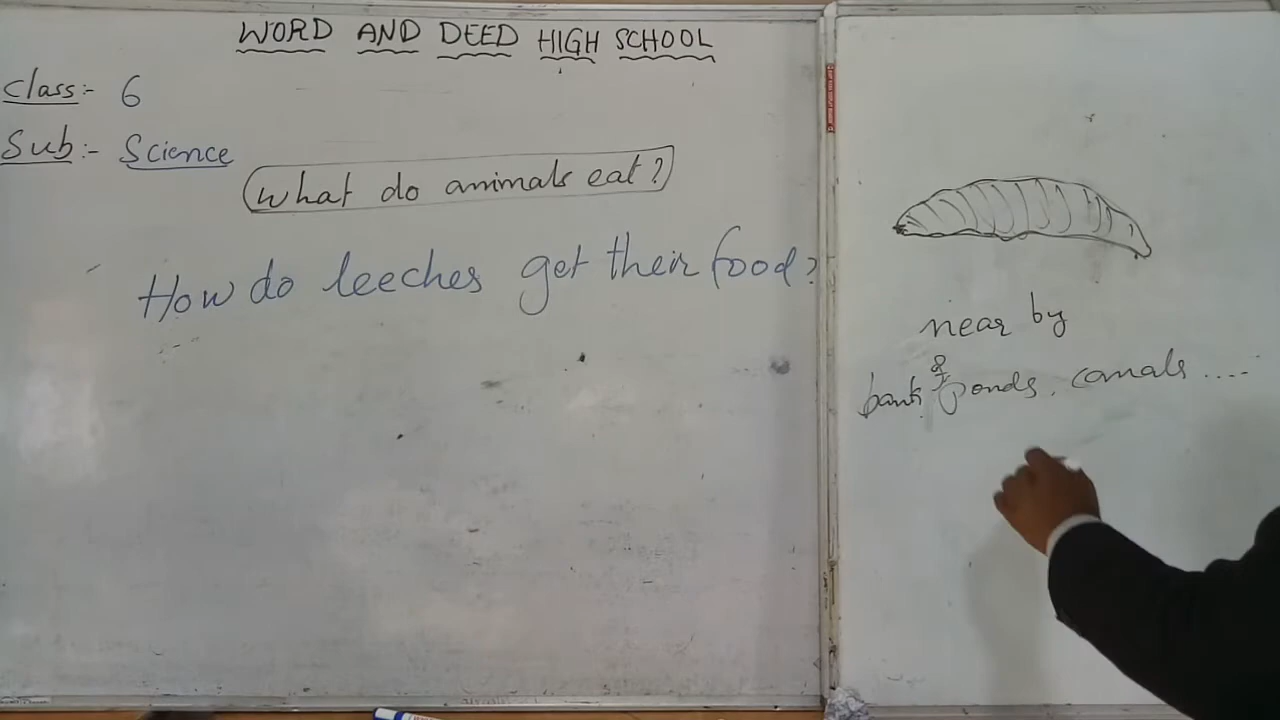 WORD AND DEED HIGH SCHOOL
Class:- 6
Sub:- Science
What do animals eat?
How do leeches get their food?
near by
bank & ponds, canals ....